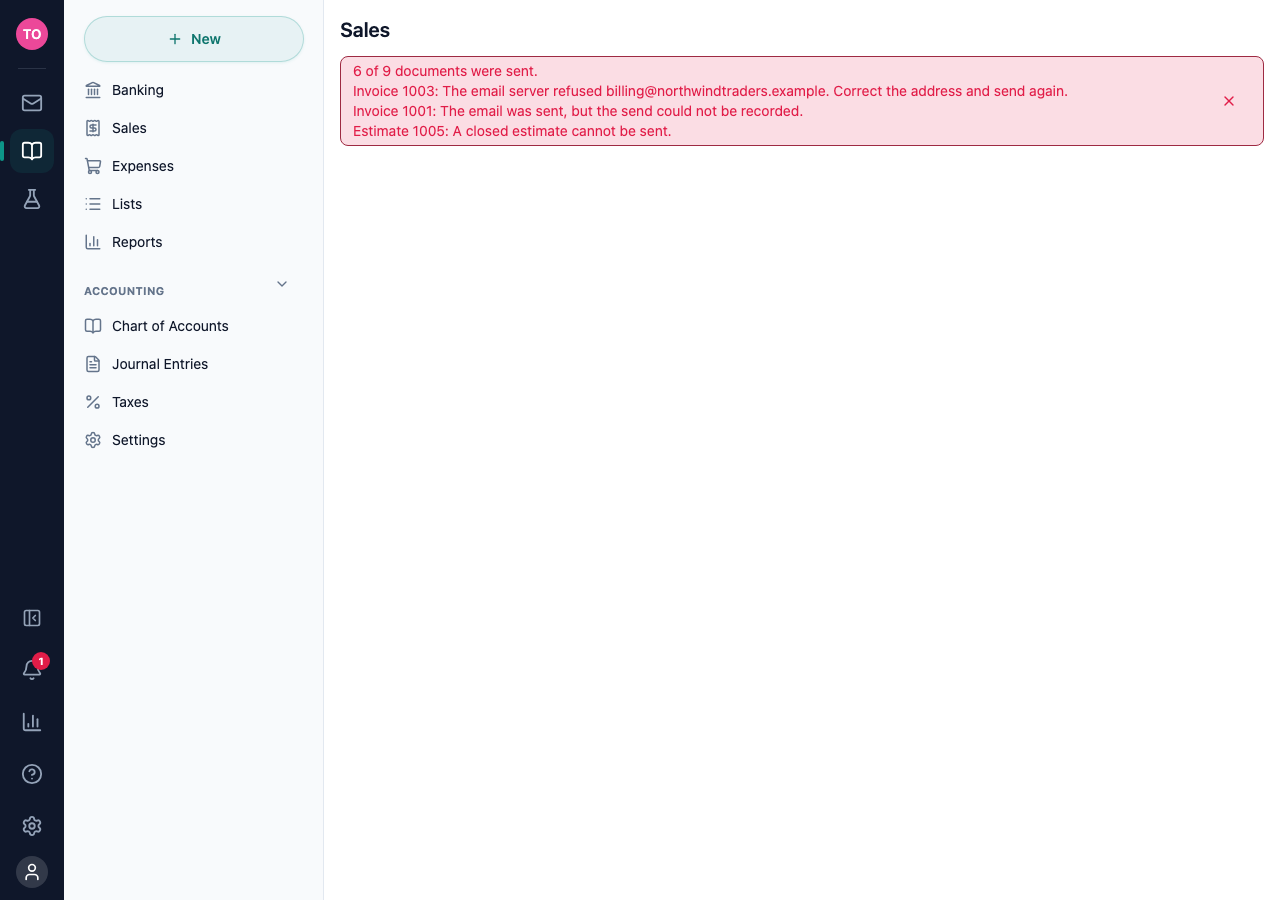 TO
New
Banking
Sales
Expenses
Lists
Reports
ACCOUNTING
Chart of Accounts
Journal Entries
Taxes
Settings
1
Sales
6 of 9 documents were sent.
Invoice 1003: The email server refused billing@northwindtraders.example. Correct the address and send again.
Invoice 1001: The email was sent, but the send could not be recorded.
Estimate 1005: A closed estimate cannot be sent.